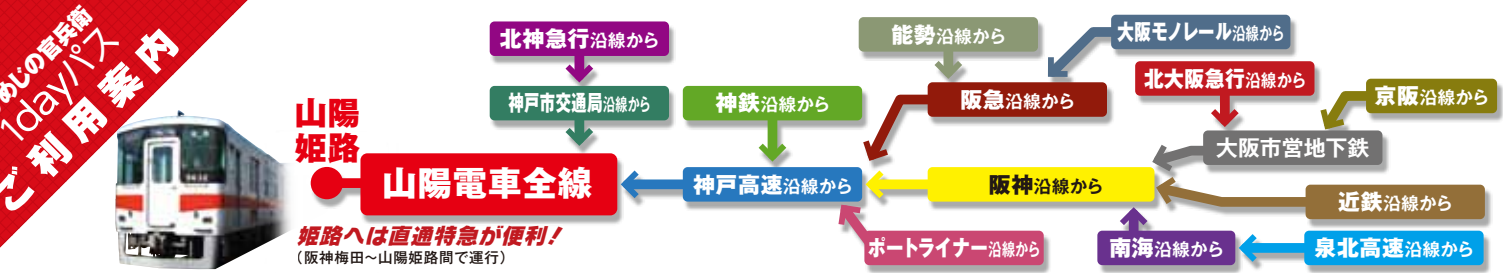 めじの官兵衛
1dayパス
ご利用案内
北神急行沿線から
能勢沿線から
大阪モノレール沿線から
神戸市交通局沿線から
神鉄沿線から
阪急沿線から
北大阪急行沿線から
京阪沿線から
山陽
姫路
山陽電車全線
神戸高速沿線から
阪神沿線から
大阪市営地下鉄
近鉄沿線から
姫路へは直通特急が便利!
(阪神梅田〜山陽姫路間で運行)
ポートライナー沿線から
南海沿線から
泉北高速沿線から